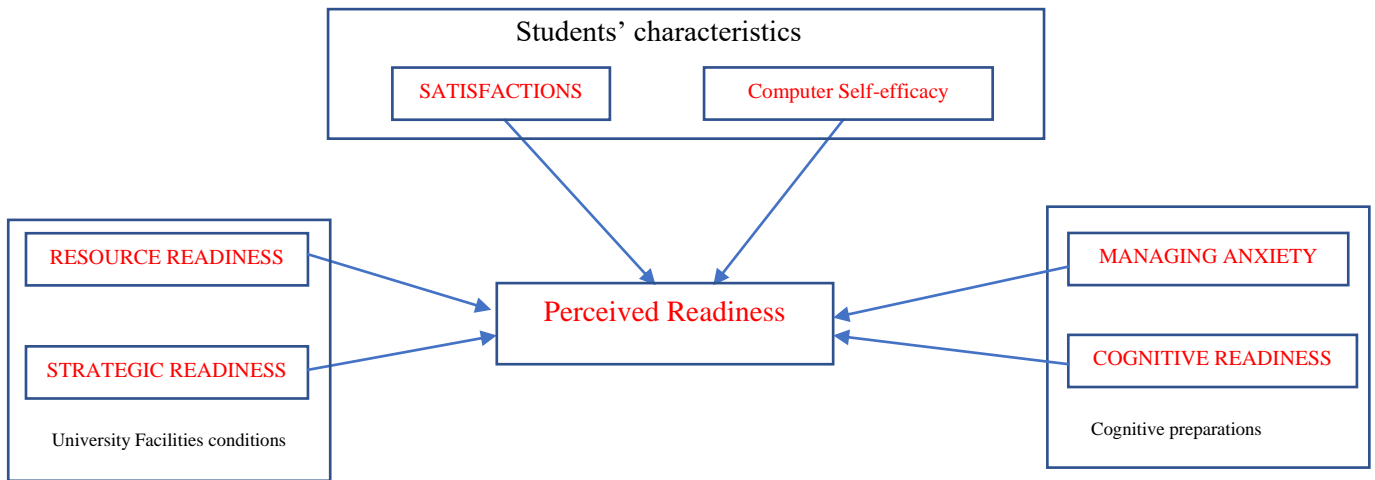 Students’ characteristics
SATISFACTIONS
Computer Self-efficacy
RESOURCE READINESS
STRATEGIC READINESS
University Facilities conditions
Perceived Readiness
MANAGING ANXIETY
COGNITIVE READINESS
Cognitive preparations